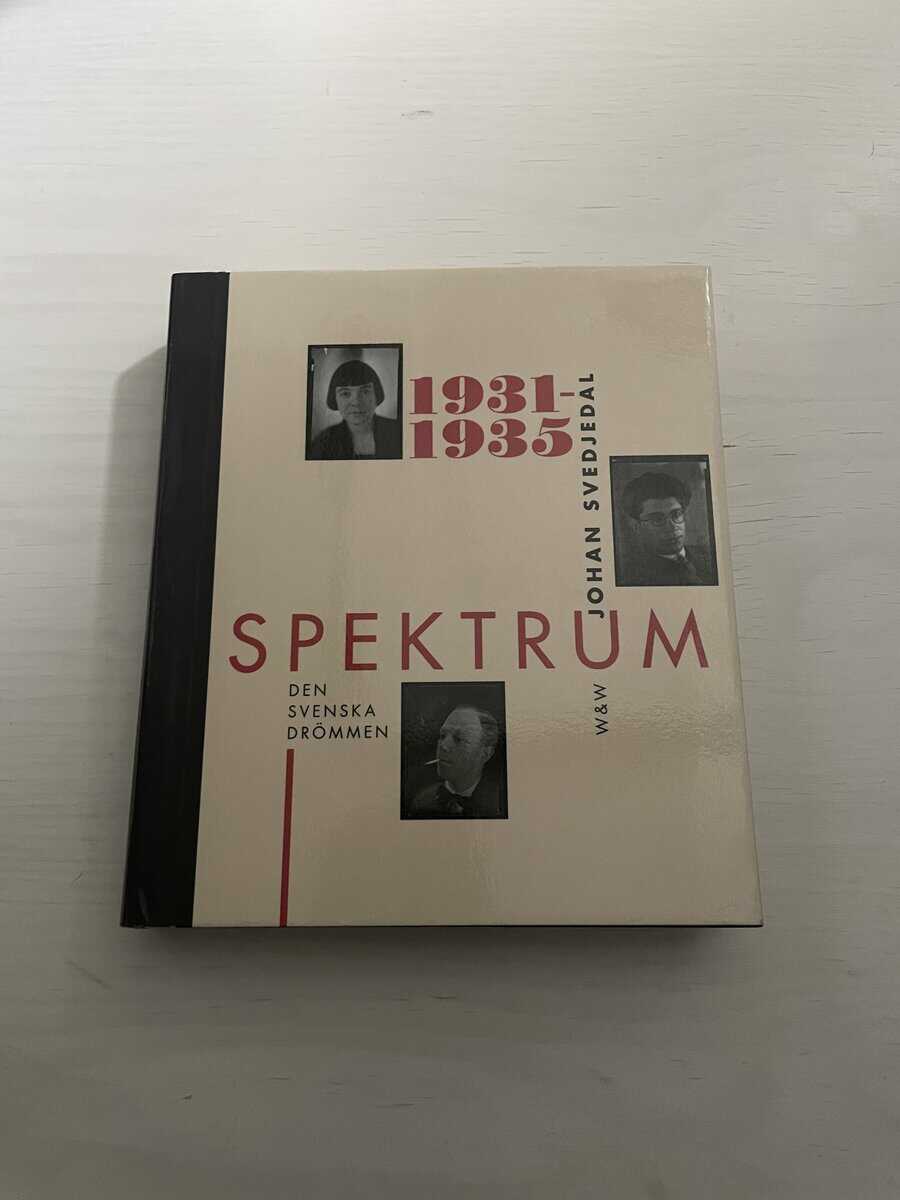 1931-
1935
JOHAN SVEDJEDAL
SPEKTRUM
DEN
SVENSKA
DRÖMMEN
W&W